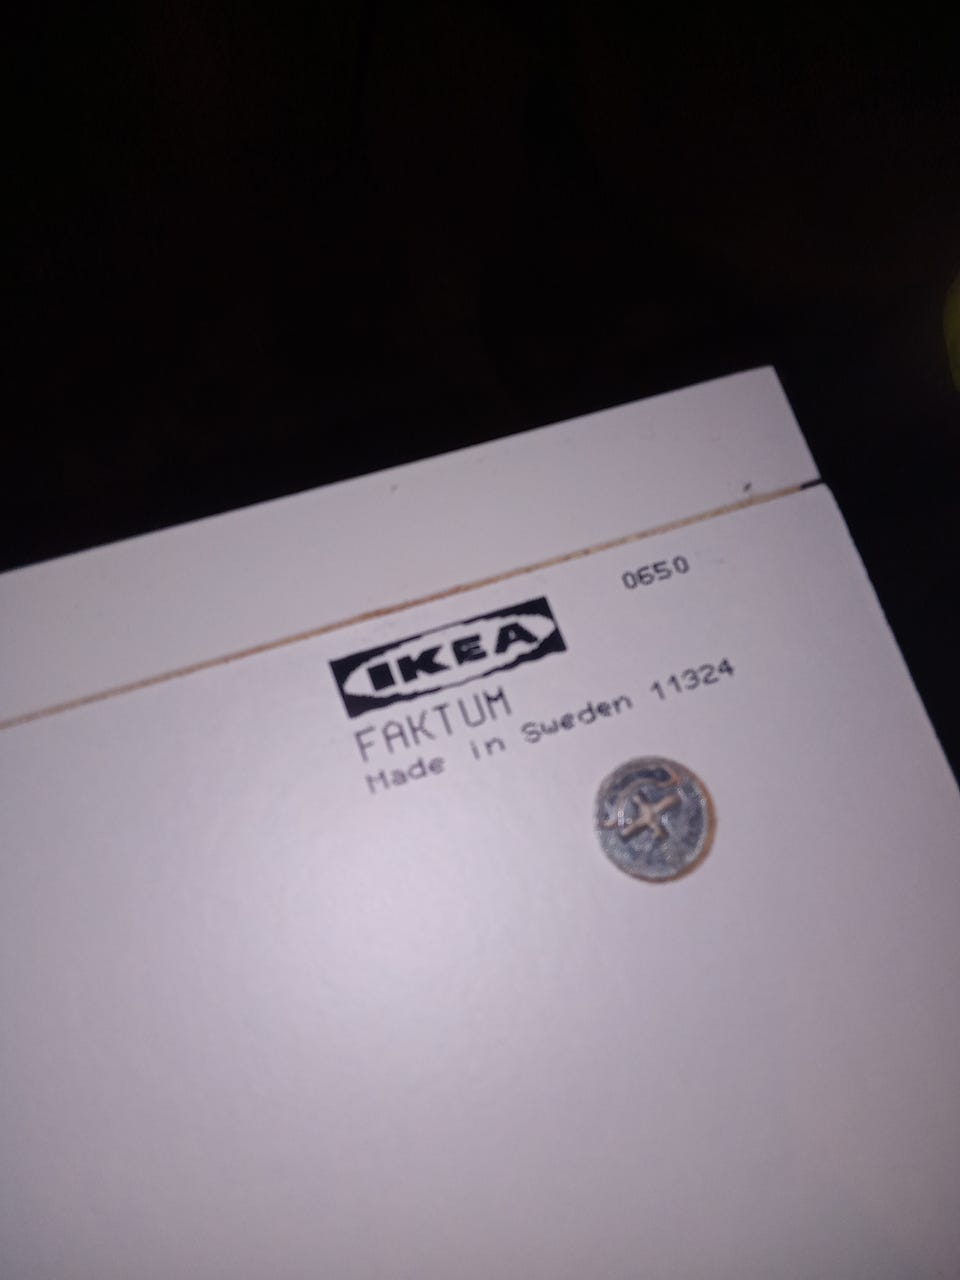 0650
IKEA
FAKTUM
Made in Sweden 11324